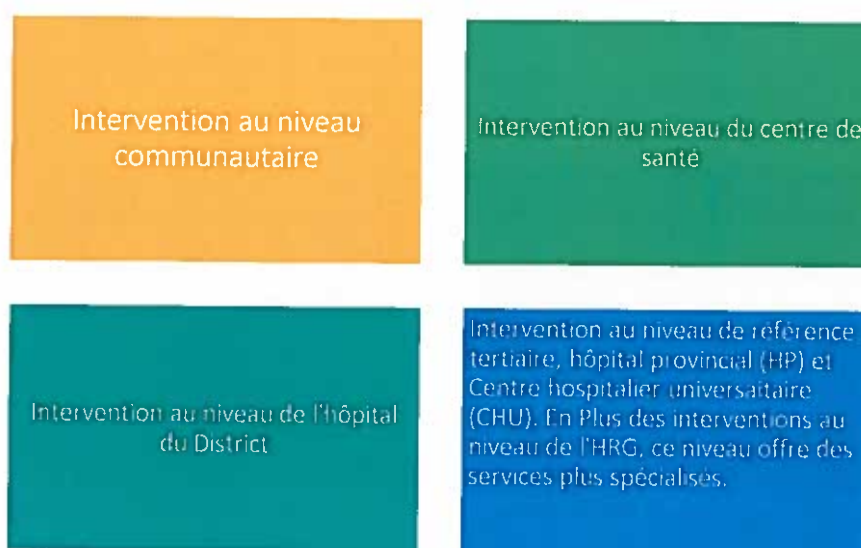 Intervention au niveau
communautaire
Intervention au niveau du centre de
santé
Intervention au niveau de l'hôpital
du District
Intervention au niveau de référence
tertiaire, hôpital provincial (HP) et
Centre hospitalier universaitaire
(CHU). En Plus des interventions au
niveau de l'HRG, ce niveau offre des
services plus spécialisés.